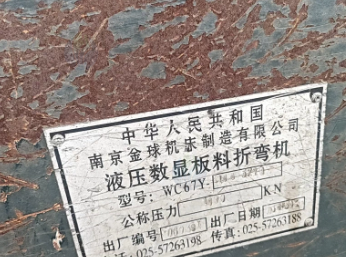 中华人民共和国
南京金球机床制造有限公司
液压数显板料折弯机
型号: WC67Y-
公称压力 KN
出厂编号 出厂日期
电话: 025-57263198 传真: 025-57263188